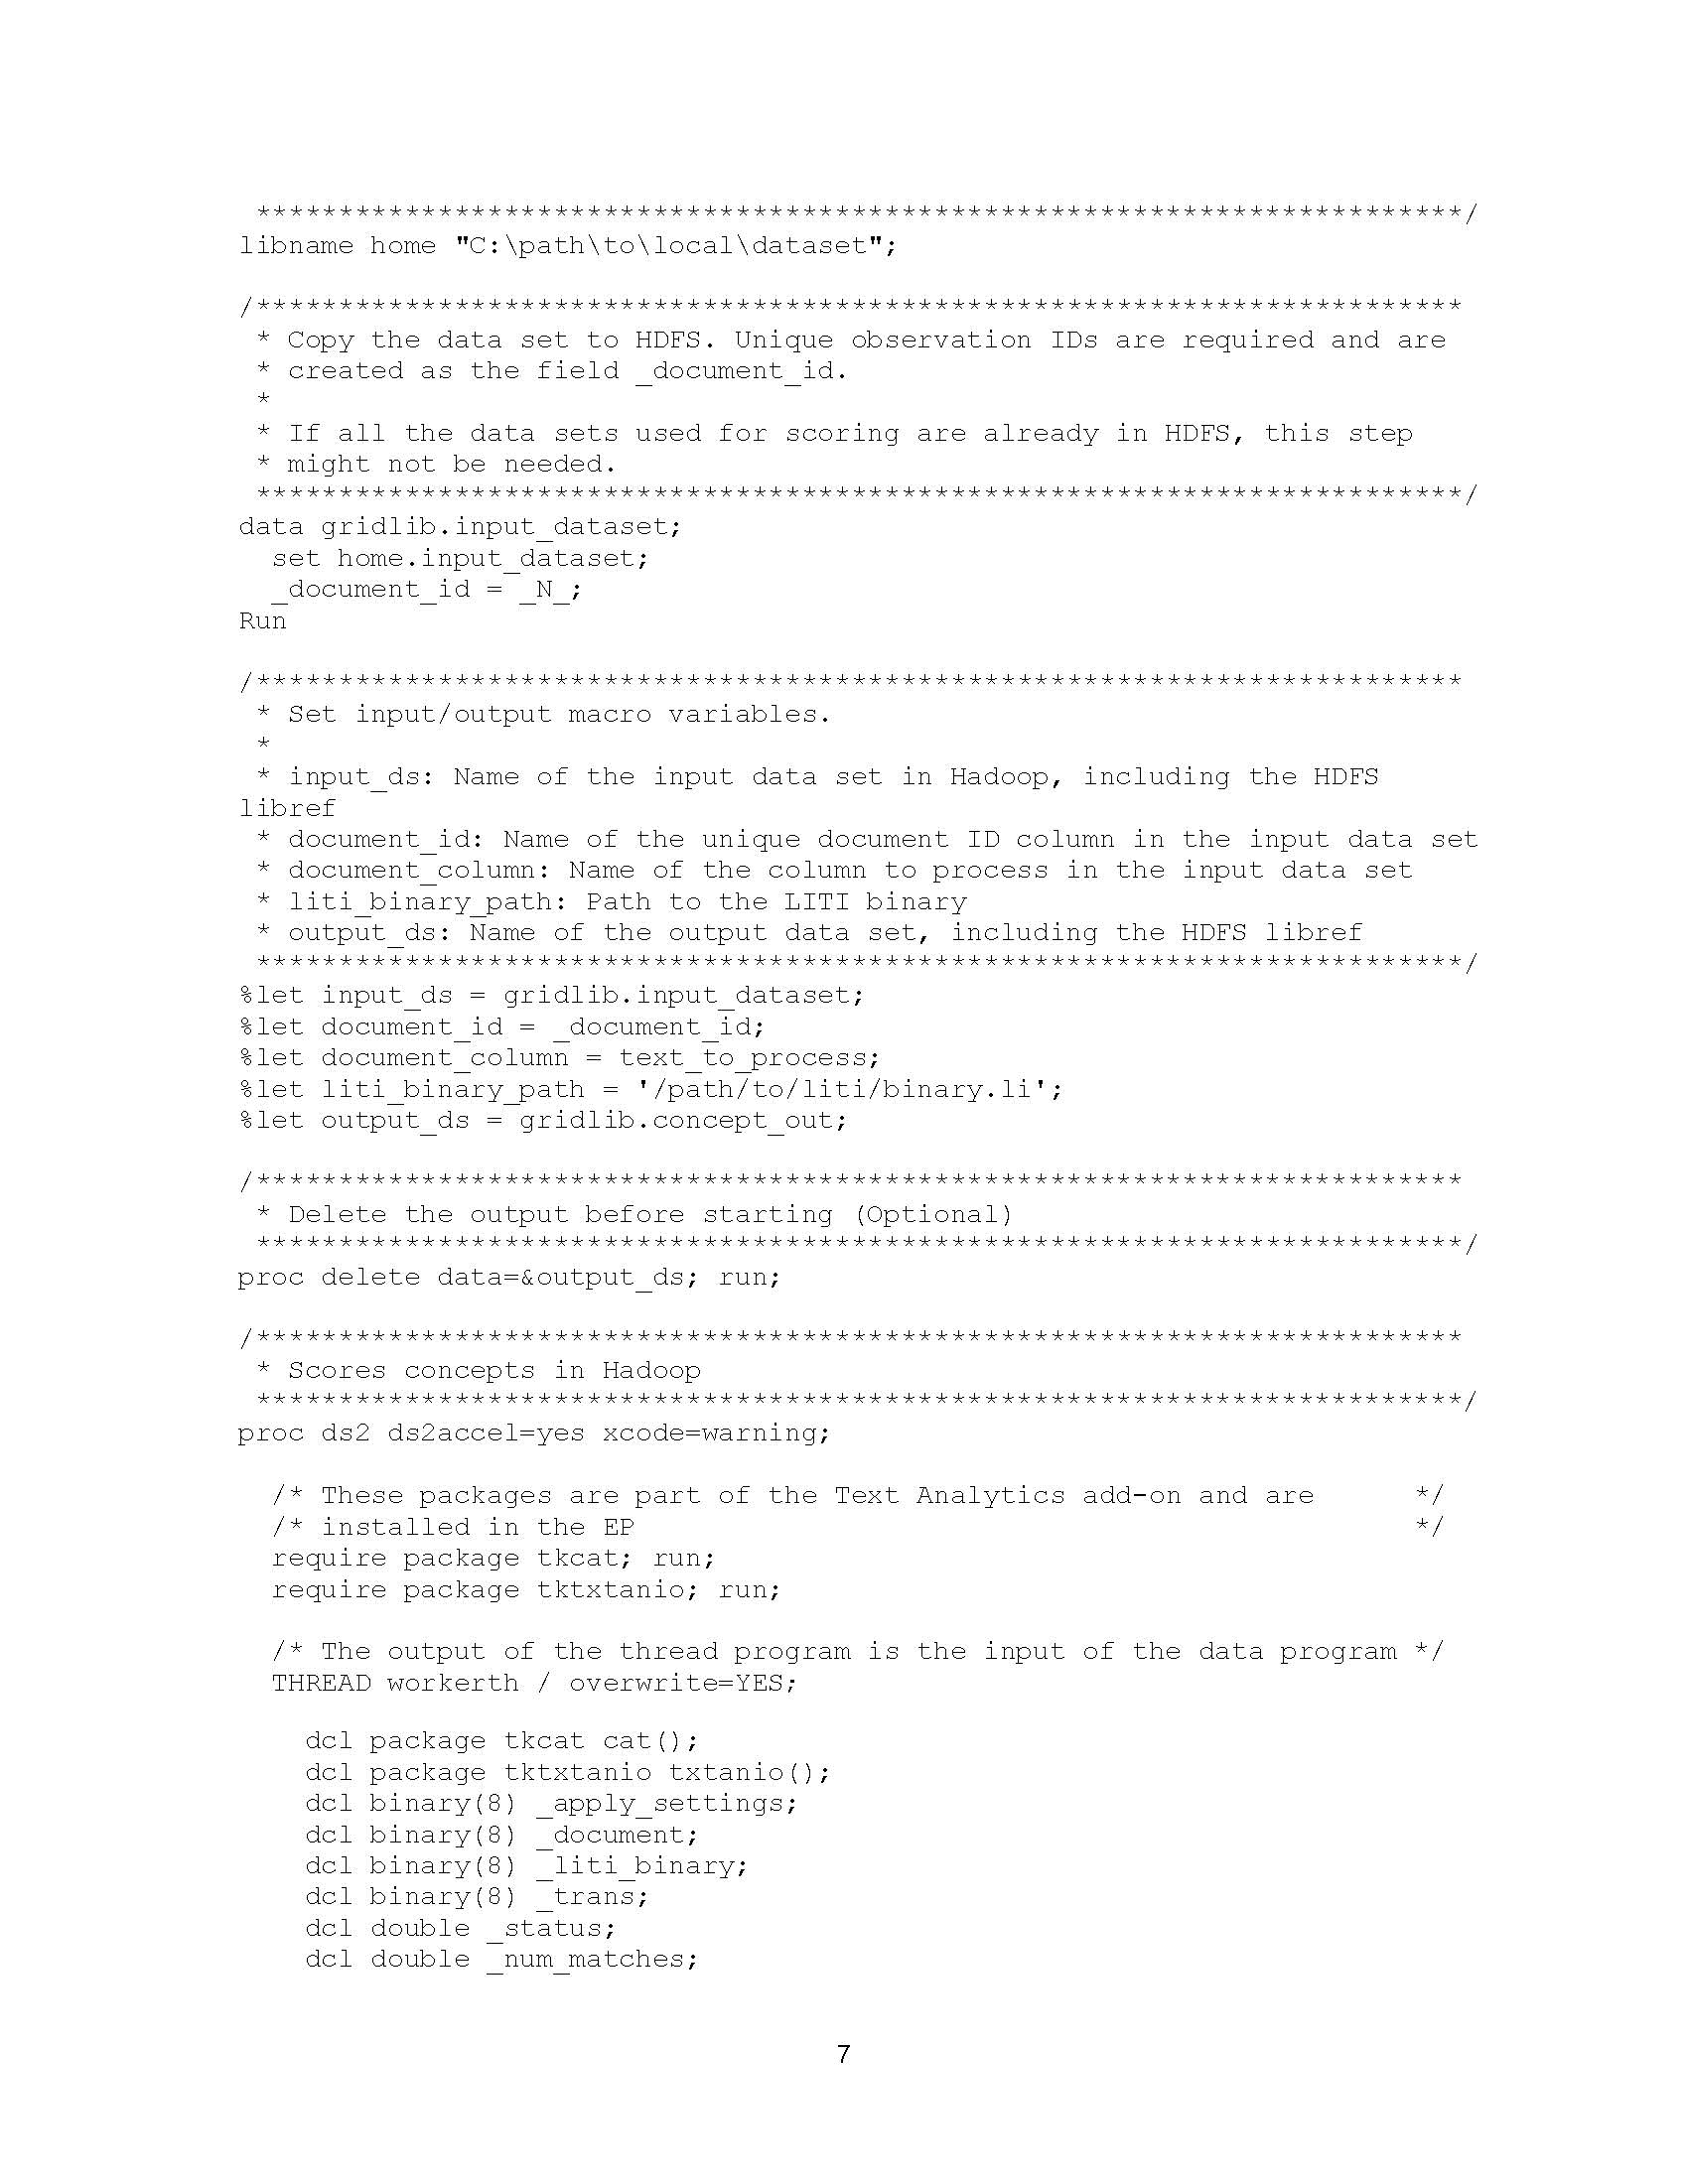 *************************************************************************/
libname home "C:\path\to\local\dataset";
/*************************************************************************
 * Copy the data set to HDFS. Unique observation IDs are required and are
 * created as the field _document_id.
 *
 * If all the data sets used for scoring are already in HDFS, this step
 * might not be needed.
 *************************************************************************/
data gridlib.input_dataset;
  set home.input_dataset;
  _document_id = _N_;
Run
/*************************************************************************
 * Set input/output macro variables.
 *
 * input_ds: Name of the input data set in Hadoop, including the HDFS
libref
 * document_id: Name of the unique document ID column in the input data set
 * document_column: Name of the column to process in the input data set
 * liti_binary_path: Path to the LITI binary
 * output_ds: Name of the output data set, including the HDFS libref
 *************************************************************************/
%let input_ds = gridlib.input_dataset;
%let document_id = _document_id;
%let document_column = text_to_process;
%let liti_binary_path = '/path/to/liti/binary.li';
%let output_ds = gridlib.concept_out;
/*************************************************************************
 * Delete the output before starting (Optional)
 *************************************************************************/
proc delete data=&output_ds; run;
/*************************************************************************
 * Scores concepts in Hadoop
 *************************************************************************/
proc ds2 ds2accel=yes xcode=warning;
  /* These packages are part of the Text Analytics add-on and are      */
  /* installed in the EP                                               */
  require package tkcat; run;
  require package tktxtanio; run;
  /* The output of the thread program is the input of the data program */
  THREAD workerth / overwrite=YES;
    dcl package tkcat cat();
    dcl package tktxtanio txtanio();
    dcl binary(8) _apply_settings;
    dcl binary(8) _document;
    dcl binary(8) _liti_binary;
    dcl binary(8) _trans;
    dcl double _status;
    dcl double _num_matches;
7